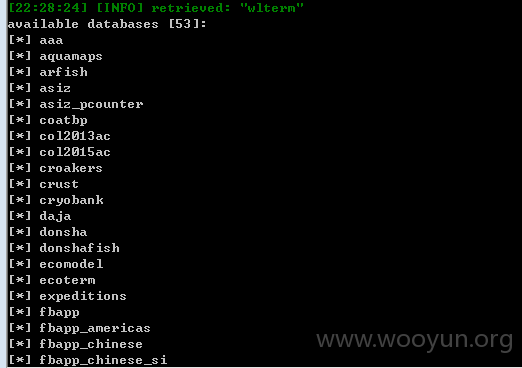 [22:28:24] [INFO] retrieved: "wlterm"
available databases [53]:
[*] aaa
[*] aquamaps
[*] arfish
[*] asiz
[*] asiz_pcounter
[*] coatbp
[*] col2013ac
[*] col2015ac
[*] croakers
[*] crust
[*] cryobank
[*] daja
[*] donsha
[*] donshafish
[*] ecomodel
[*] ecoterm
[*] expeditions
[*] fbapp
[*] fbapp_americas
[*] fbapp_chinese
[*] fbapp_chinese_si
www.wooyun.org